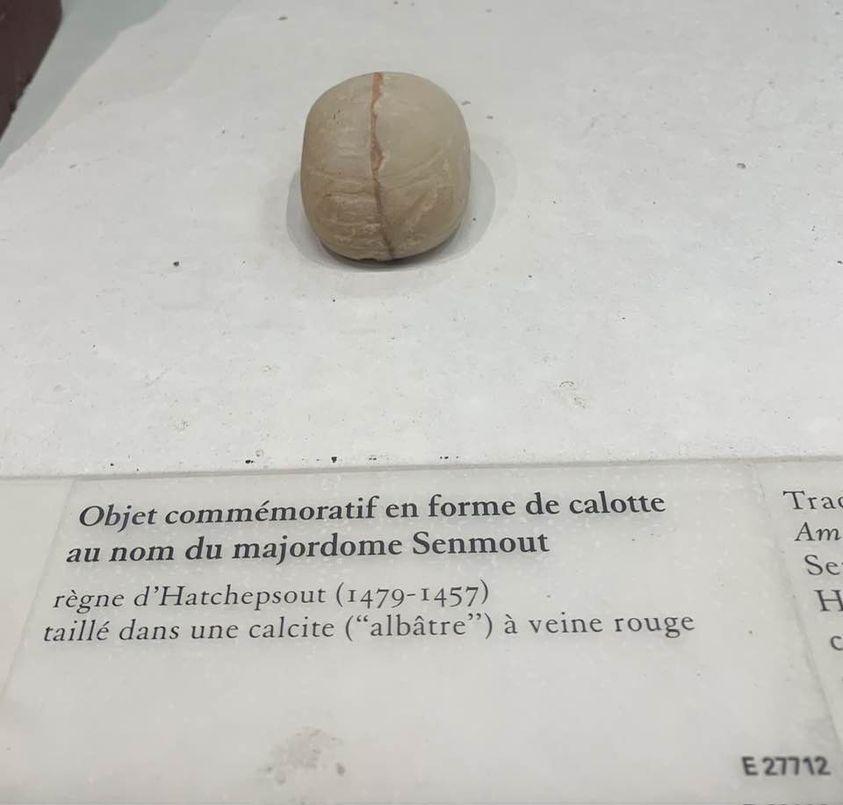 Objet commémoratif en forme de calotte
au nom du majordome Senmout
règne d’Hatchepsout (1479-1457)
taillé dans une calcite (“albâtre”) à veine rouge
E 27712